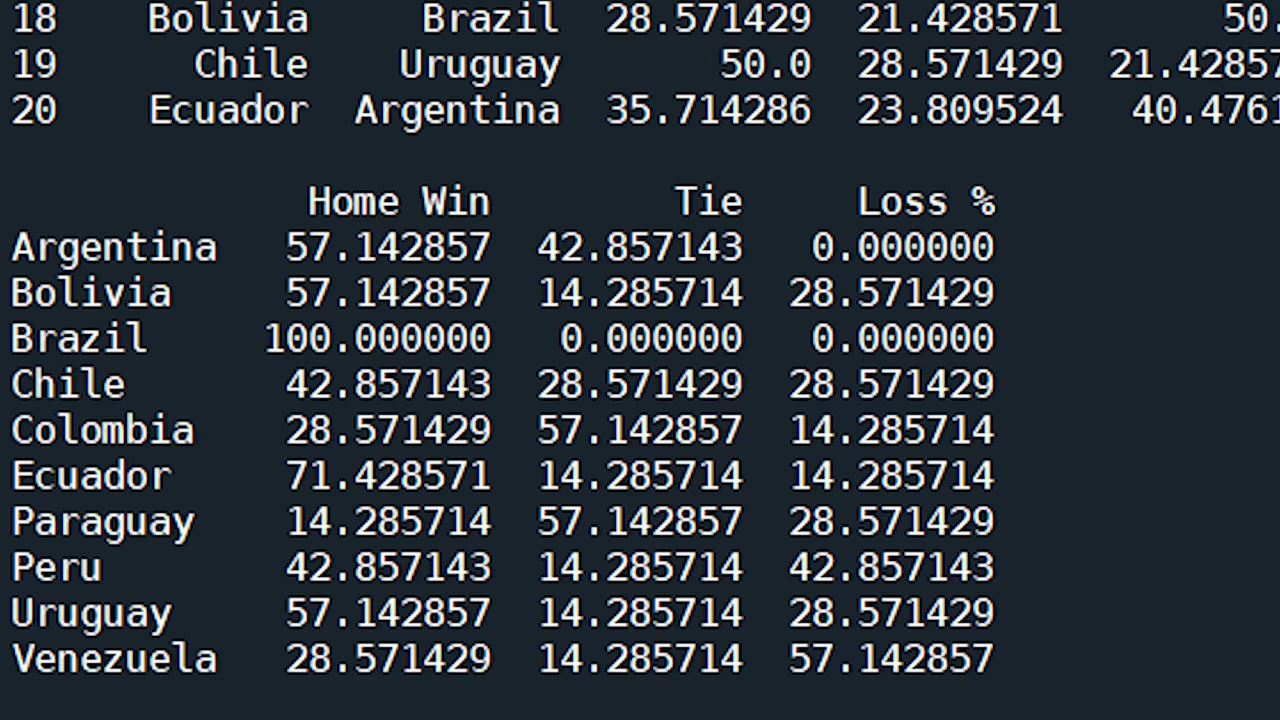 18 Bolivia Brazil 28.571429 21.428571 50.
19 Chile Uruguay 50.0 28.571429 21.42857
20 Ecuador Argentina 35.714286 23.809524 40.4761
Home Win Tie Loss %
Argentina 57.142857 42.857143 0.000000
Bolivia 57.142857 14.285714 28.571429
Brazil 100.000000 0.000000 0.000000
Chile 42.857143 28.571429 28.571429
Colombia 28.571429 57.142857 14.285714
Ecuador 71.428571 14.285714 14.285714
Paraguay 14.285714 57.142857 28.571429
Peru 42.857143 14.285714 42.857143
Uruguay 57.142857 14.285714 28.571429
Venezuela 28.571429 14.285714 57.142857